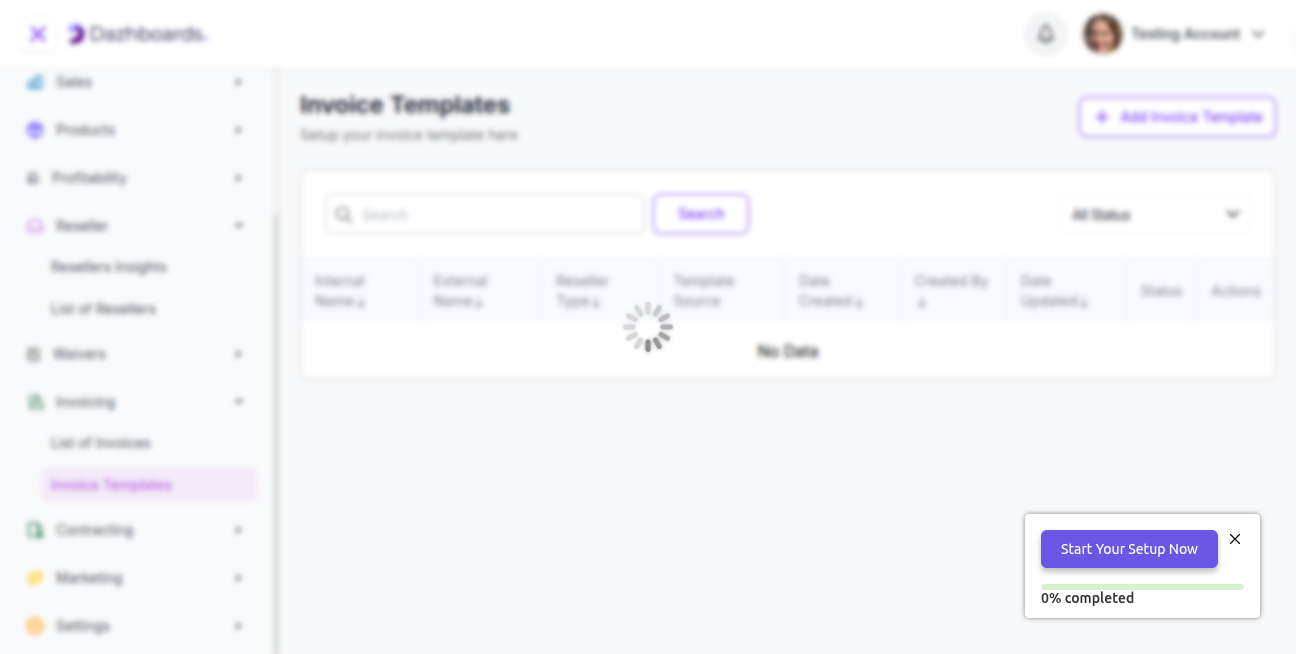 Dazhboards.
Testing Account
Sales
Products
Profitability
Reseller
Resellers Insights
List of Resellers
Waivers
Invoicing
List of Invoices
Invoice Templates
Contracting
Marketing
Settings
Invoice Templates
Setup your invoice template here
+ Add Invoice Template
Search
Search
All Status
Internal
Name↓
External
Name↓
Reseller
Type↓
Template
Source
Date
Created↓
Created By
↓
Date
Updated↓
Status
Actions
No Data
Start Your Setup Now
0% completed